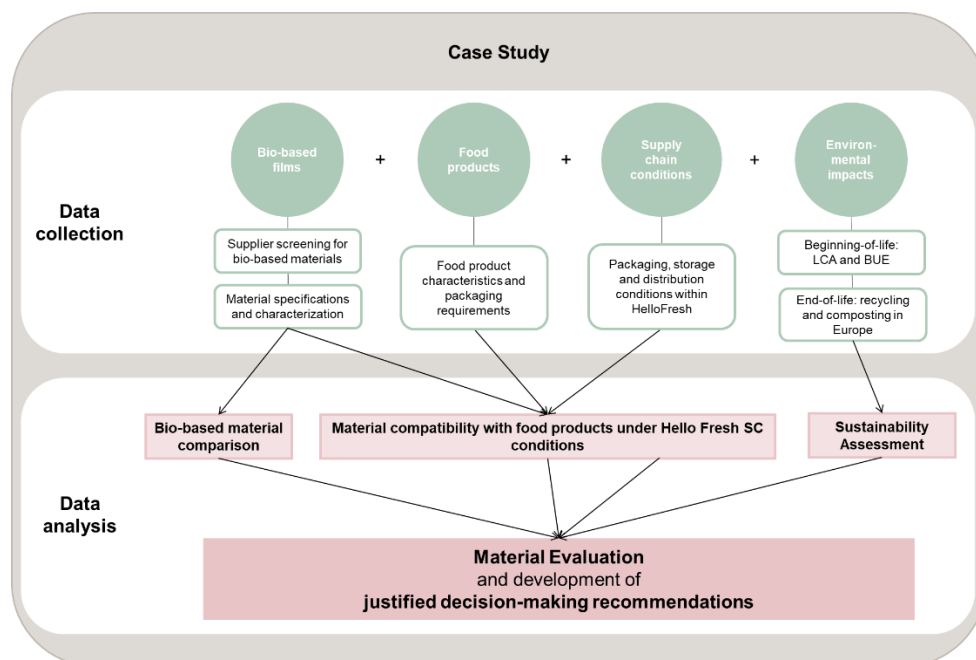 Case Study
Data
collection
Bio-based
films
+
Food
products
+
Supply
chain
conditions
+
Environ-
mental
impacts
Supplier screening for
bio-based materials
Material specifications
and characterization
Food product
characteristics and
packaging
requirements
Packaging, storage
and distribution
conditions within
HelloFresh
Beginning-of-life:
LCA and BUE
End-of-life: recycling
and composting in
Europe
Data
analysis
Bio-based material
comparison
Material compatibility with food products under Hello Fresh SC
conditions
Sustainability
Assessment
Material Evaluation
and development of
justified decision-making recommendations